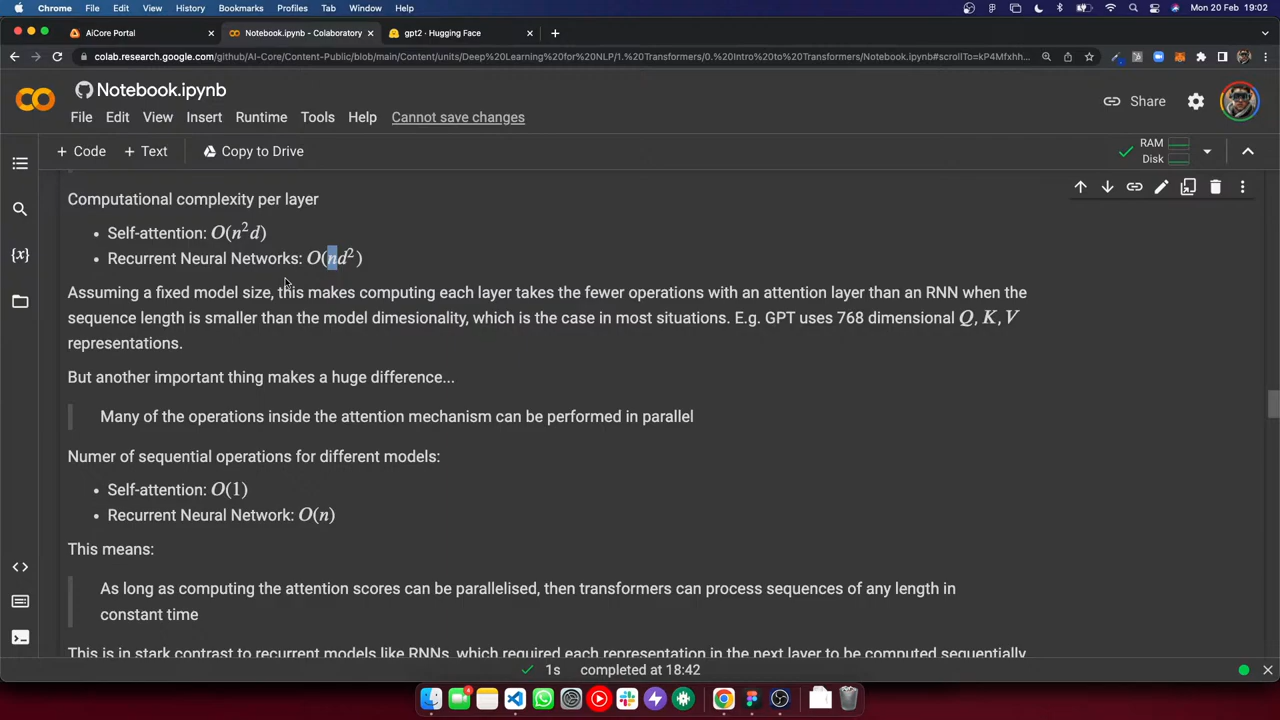 Chrome File Edit View History Bookmarks Profiles Tab Window Help Mon 20 Feb 19:02
AiCore Portal × Notebook.ipynb - Colaboratory × gpt2 · Hugging Face × +
colab.research.google.com/github/AI-Core/Content-Public/blob/main/Content/units/Deep%20Learning%20for%20NLP/1.%20Transformers/0.%20Intro%20to%20Transformers/Notebook.ipynb#scrollTo=kP4Mfxhh...
Notebook.ipynb
Share
File Edit View Insert Runtime Tools Help Cannot save changes
+ Code + Text Copy to Drive
RAM
Disk
Computational complexity per layer
• Self-attention: O(n²d)
• Recurrent Neural Networks: O(nd²)
Assuming a fixed model size, this makes computing each layer takes the fewer operations with an attention layer than an RNN when the
sequence length is smaller than the model dimesionality, which is the case in most situations. E.g. GPT uses 768 dimensional Q, K, V
representations.
But another important thing makes a huge difference...
Many of the operations inside the attention mechanism can be performed in parallel
Numer of sequential operations for different models:
• Self-attention: O(1)
• Recurrent Neural Network: O(n)
This means:
As long as computing the attention scores can be parallelised, then transformers can process sequences of any length in
constant time
This is in stark contrast to recurrent models like RNNs, which required each representation in the next layer to be computed sequentially
1s completed at 18:42